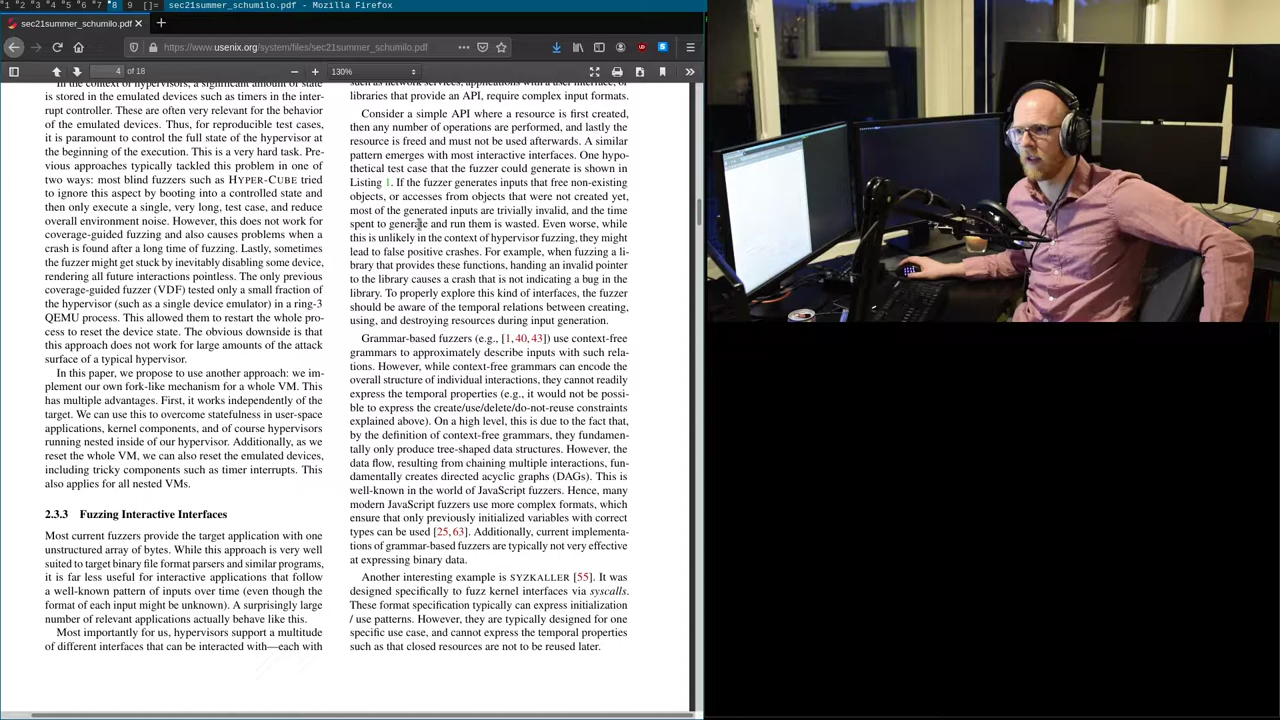 1 2 3 4 5 6 7 8 9 []= sec21summer_schumilo.pdf - Mozilla Firefox
sec21summer_schumilo.pdf
https://www.usenix.org/system/files/sec21summer_schumilo.pdf
4 of 18 130%
In the context of hypervisors, a significant amount of state
is stored in the emulated devices such as timers in the inter-
rupt controller. These are often very relevant for the behavior
of the emulated devices. Thus, for reproducible test cases,
it is paramount to control the full state of the hypervisor at
the beginning of the execution. This is a very hard task. Pre-
vious approaches typically tackled this problem in one of
two ways: most blind fuzzers such as HYPER-CUBE tried
to ignore this aspect by booting into a controlled state and
then only execute a single, very long, test case, and reduce
overall environment noise. However, this does not work for
coverage-guided fuzzing and also causes problems when a
crash is found after a long time of fuzzing. Lastly, sometimes
the fuzzer might get stuck by inevitably disabling some device,
rendering all future interactions pointless. The only previous
coverage-guided fuzzer (VDF) tested only a small fraction of
the hypervisor (such as a single device emulator) in a ring-3
QEMU process. This allowed them to restart the whole pro-
cess to reset the device state. The obvious downside is that
this approach does not work for large amounts of the attack
surface of a typical hypervisor.
In this paper, we propose to use another approach: we im-
plement our own fork-like mechanism for a whole VM. This
has multiple advantages. First, it works independently of the
target. We can use this to overcome statefulness in user-space
applications, kernel components, and of course hypervisors
running nested inside of our hypervisor. Additionally, as we
reset the whole VM, we can also reset the emulated devices,
including tricky components such as timer interrupts. This
also applies for all nested VMs.
2.3.3 Fuzzing Interactive Interfaces
Most current fuzzers provide the target application with one
unstructured array of bytes. While this approach is very well
suited to target binary file format parsers and similar programs,
it is far less useful for interactive applications that follow
a well-known pattern of inputs over time (even though the
format of each input might be unknown). A surprisingly large
number of relevant applications actually behave like this.
Most importantly for us, hypervisors support a multitude
of different interfaces that can be interacted with—each with
libraries that provide an API, require complex input formats.
Consider a simple API where a resource is first created,
then any number of operations are performed, and lastly the
resource is freed and must not be used afterwards. A similar
pattern emerges with most interactive interfaces. One hypo-
thetical test case that the fuzzer could generate is shown in
Listing 1. If the fuzzer generates inputs that free non-existing
objects, or accesses from objects that were not created yet,
most of the generated inputs are trivially invalid, and the time
spent to generate and run them is wasted. Even worse, while
this is unlikely in the context of hypervisor fuzzing, they might
lead to false positive crashes. For example, when fuzzing a li-
brary that provides these functions, handing an invalid pointer
to the library causes a crash that is not indicating a bug in the
library. To properly explore this kind of interfaces, the fuzzer
should be aware of the temporal relations between creating,
using, and destroying resources during input generation.
Grammar-based fuzzers (e.g., [1,40,43]) use context-free
grammars to approximately describe inputs with such rela-
tions. However, while context-free grammars can encode the
overall structure of individual interactions, they cannot readily
express the temporal properties (e.g., it would not be possi-
ble to express the create/use/delete/do-not-reuse constraints
explained above). On a high level, this is due to the fact that,
by the definition of context-free grammars, they fundamen-
tally only produce tree-shaped data structures. However, the
data flow, resulting from chaining multiple interactions, fun-
damentally creates directed acyclic graphs (DAGs). This is
well-known in the world of JavaScript fuzzers. Hence, many
modern JavaScript fuzzers use more complex formats, which
ensure that only previously initialized variables with correct
types can be used [25,63]. Additionally, current implementa-
tions of grammar-based fuzzers are typically not very effective
at expressing binary data.
Another interesting example is SYZKALLER [55]. It was
designed specifically to fuzz kernel interfaces via syscalls.
These format specification typically can express initialization
/ use patterns. However, they are typically designed for one
specific use case, and cannot express the temporal properties
such as that closed resources are not to be reused later.